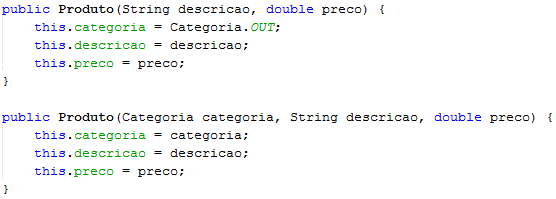 public Produto(String descricao, double preco) {
    this.categoria = Categoria.OUT;
    this.descricao = descricao;
    this.preco = preco;
}

public Produto(Categoria categoria, String descricao, double preco) {
    this.categoria = categoria;
    this.descricao = descricao;
    this.preco = preco;
}